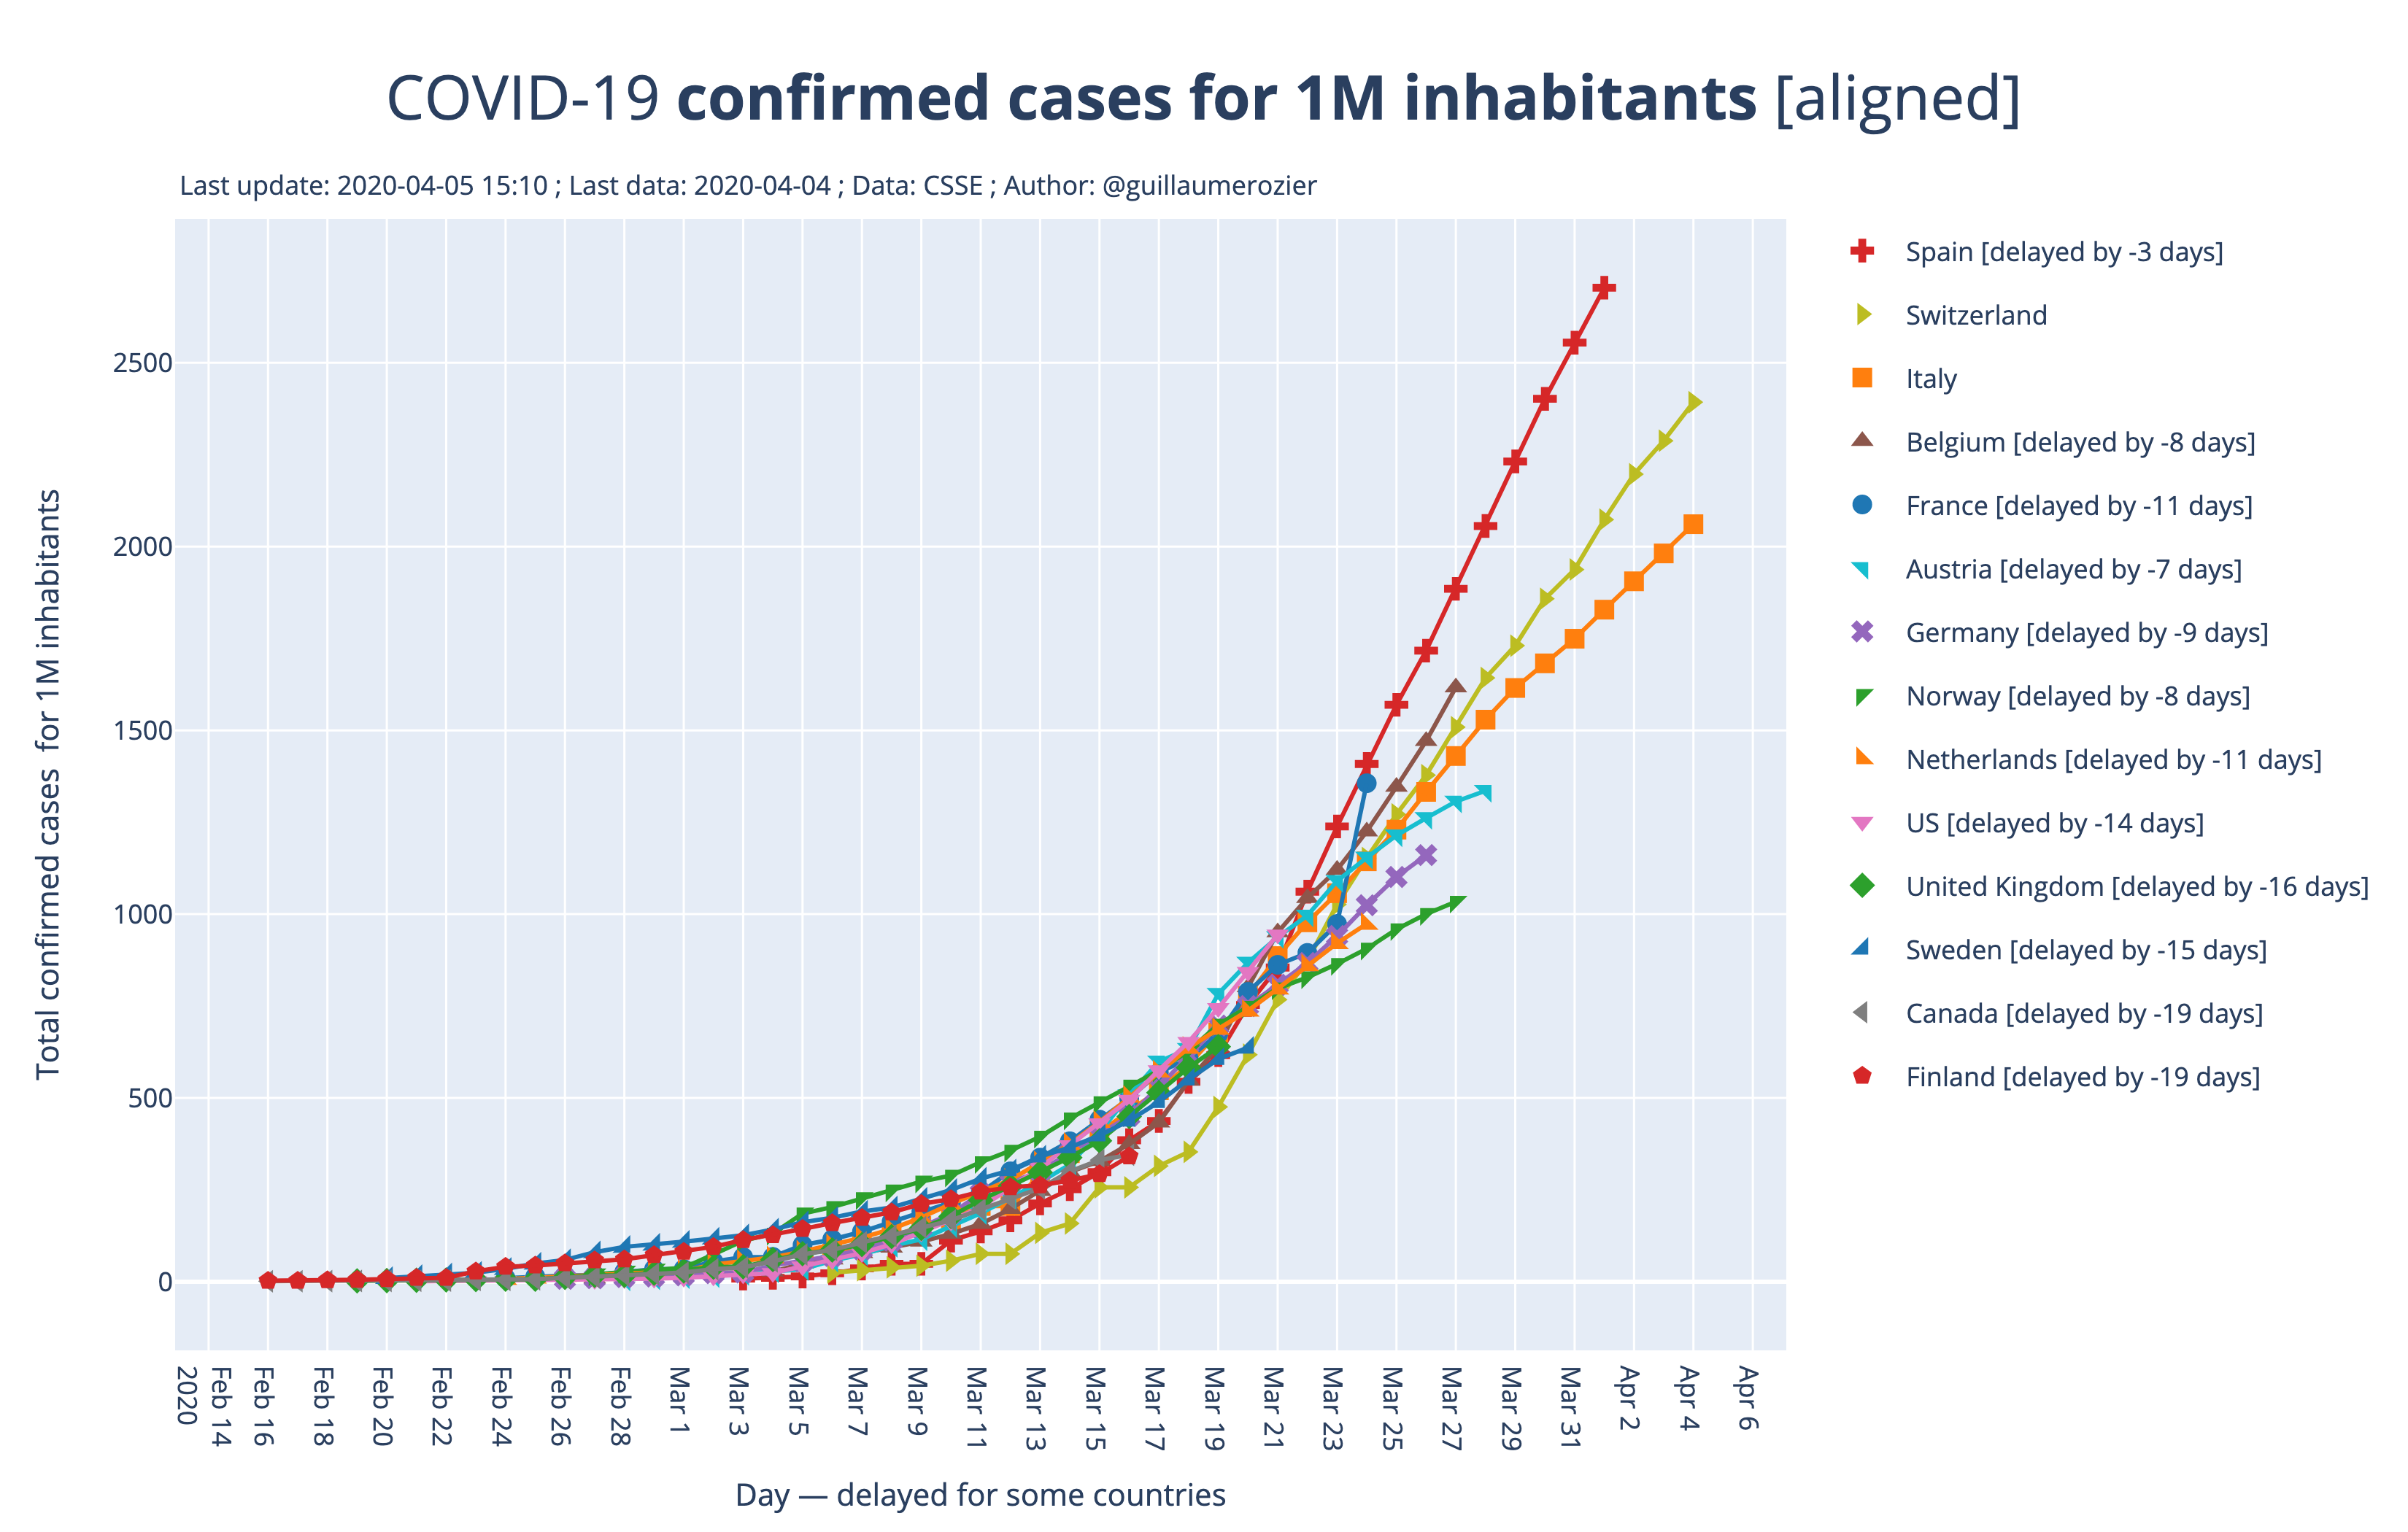 COVID-19 confirmed cases for 1M inhabitants [aligned]
Last update: 2020-04-05 15:10 ; Last data: 2020-04-04 ; Data: CSSE ; Author: @guillaumerozier
Total confirmed cases for 1M inhabitants
2500
2000
1500
1000
500
0
Feb 14
2020
Feb 16
Feb 18
Feb 20
Feb 22
Feb 24
Feb 26
Feb 28
Mar 1
Mar 3
Mar 5
Mar 7
Mar 9
Mar 11
Mar 13
Mar 15
Mar 17
Mar 19
Mar 21
Mar 23
Mar 25
Mar 27
Mar 29
Mar 31
Apr 2
Apr 4
Apr 6
Day — delayed for some countries
Spain [delayed by -3 days]
Switzerland
Italy
Belgium [delayed by -8 days]
France [delayed by -11 days]
Austria [delayed by -7 days]
Germany [delayed by -9 days]
Norway [delayed by -8 days]
Netherlands [delayed by -11 days]
US [delayed by -14 days]
United Kingdom [delayed by -16 days]
Sweden [delayed by -15 days]
Canada [delayed by -19 days]
Finland [delayed by -19 days]